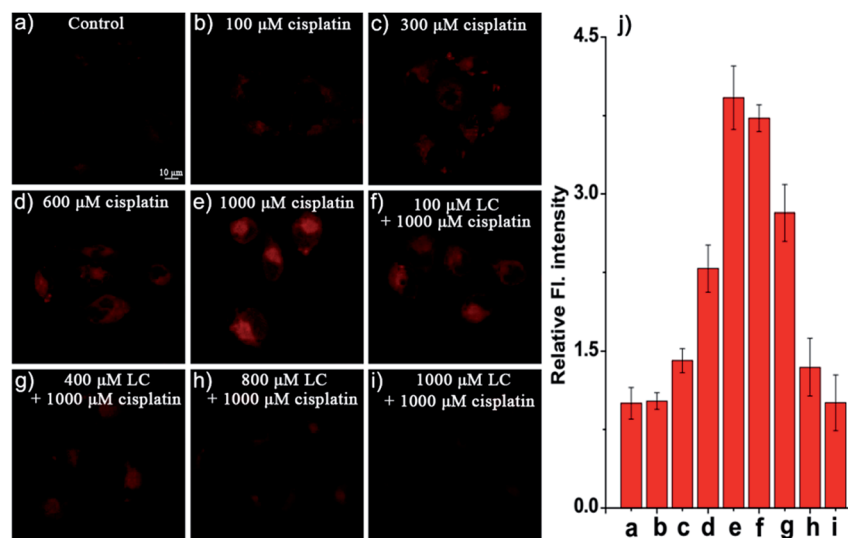 a) Control
10 μm
b) 100 μM cisplatin
c) 300 μM cisplatin
d) 600 μM cisplatin
e) 1000 μM cisplatin
f) 100 μM LC
+ 1000 μM cisplatin
g) 400 μM LC
+ 1000 μM cisplatin
h) 800 μM LC
+ 1000 μM cisplatin
i) 1000 μM LC
+ 1000 μM cisplatin
j)
Relative Fl. intensity
4.5
3.0
1.5
0.0
a b c d e f g h i